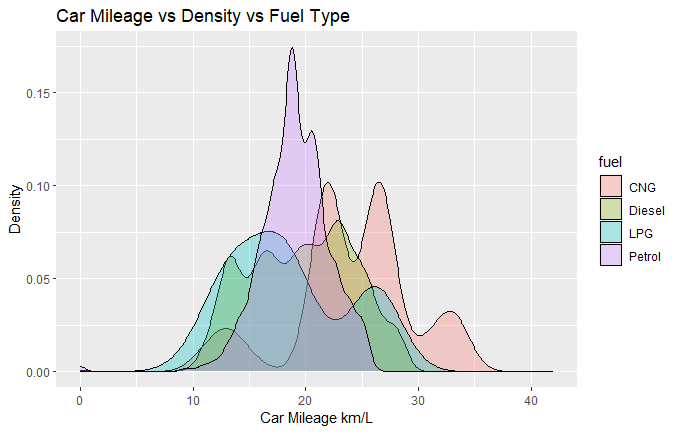 Car Mileage vs Density vs Fuel Type
0.15
0.10
0.05
0.00
Density
0
10
20
30
40
Car Mileage km/L
fuel
CNG
Diesel
LPG
Petrol